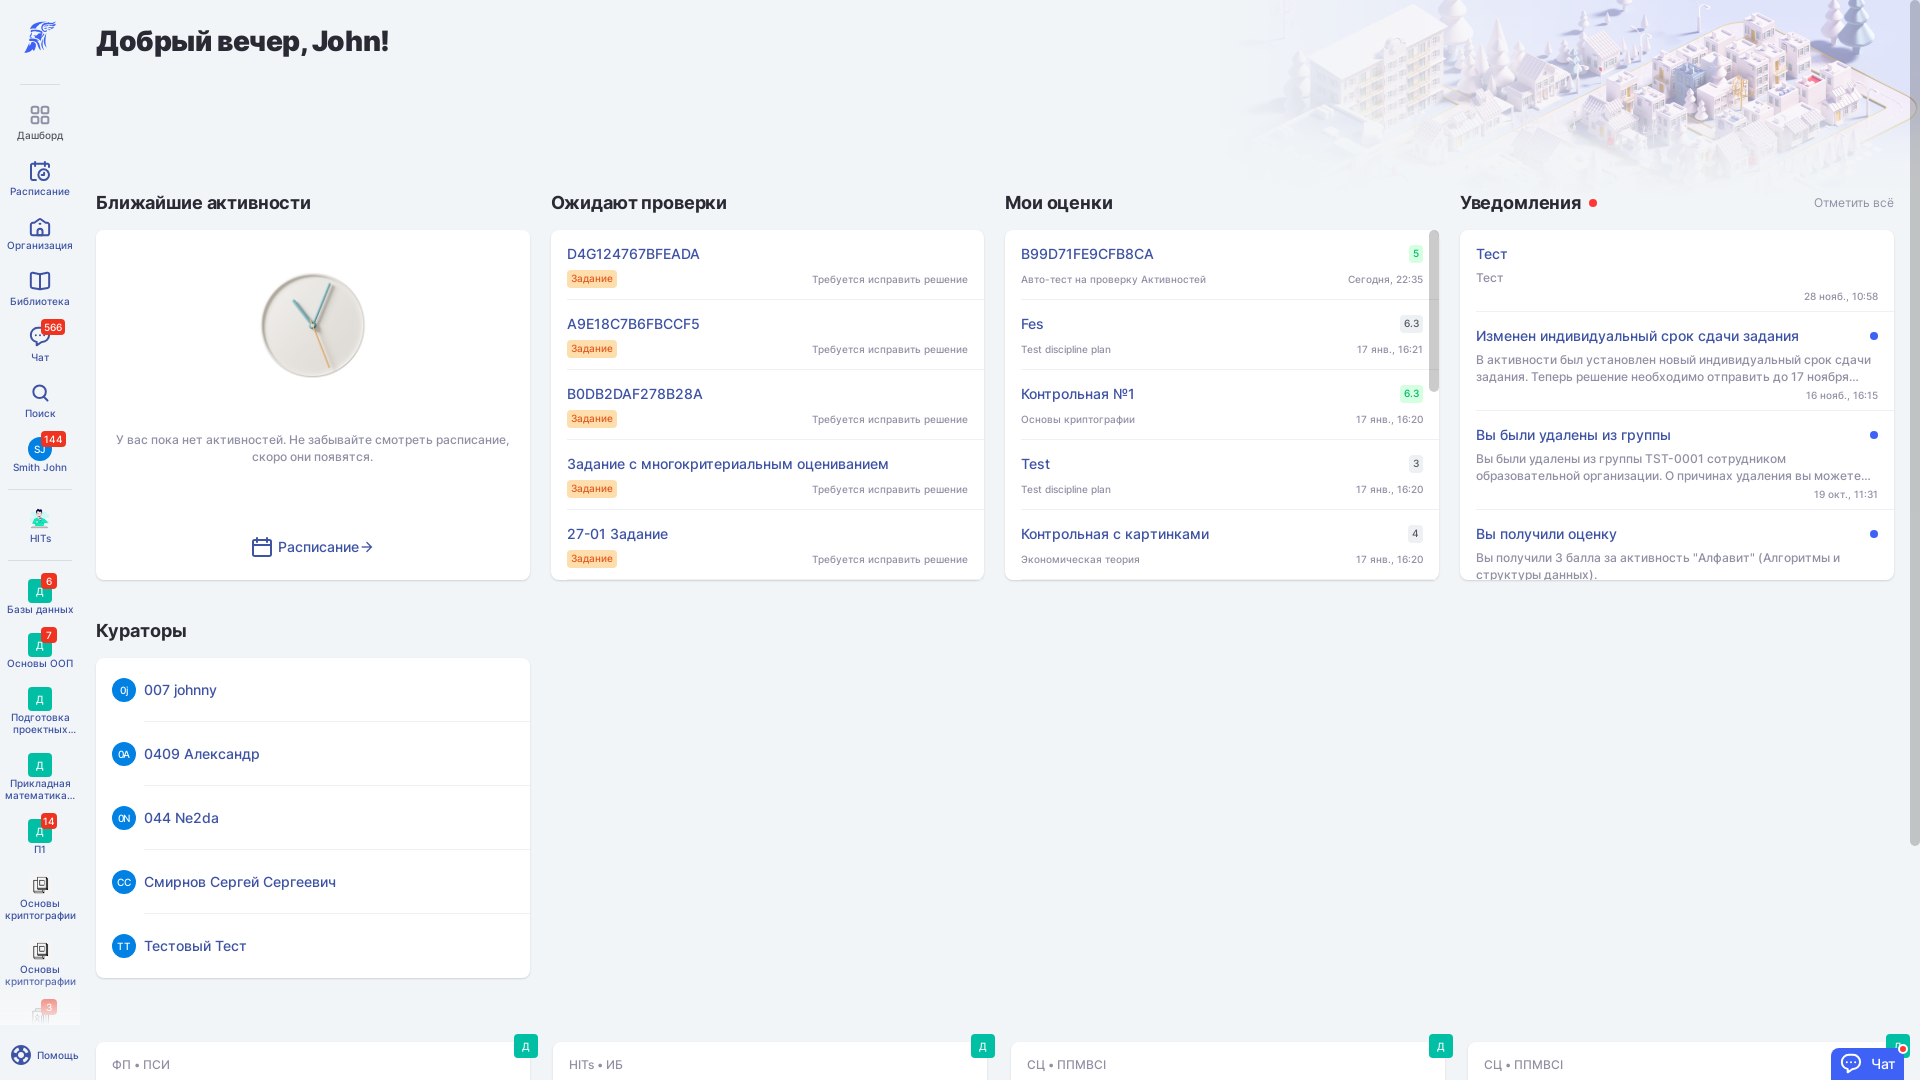 Добрый вечер, John!
Дашборд
Расписание
Организация
Библиотека
566
Чат
Поиск
SJ
144
Smith John
HITs
6
Д
Базы данных
7
Д
Основы ООП
Д
Подготовка
проектных...
Д
Прикладная
математика...
14
Д
П1
Основы
криптографии
Основы
криптографии
3
Помощь
Ближайшие активности
У вас пока нет активностей. Не забывайте смотреть расписание,
скоро они появятся.
Расписание
Ожидают проверки
D4G124767BFEADA
Задание
Требуется исправить решение
A9E18C7B6FBCCF5
Задание
Требуется исправить решение
B0DB2DAF278B28A
Задание
Требуется исправить решение
Задание с многокритериальным оцениванием
Задание
Требуется исправить решение
27-01 Задание
Задание
Требуется исправить решение
Мои оценки
B99D71FE9CFB8CA
5
Авто-тест на проверку Активностей
Сегодня, 22:35
Fes
6.3
Test discipline plan
17 янв., 16:21
Контрольная №1
6.3
Основы криптографии
17 янв., 16:20
Test
3
Test discipline plan
17 янв., 16:20
Контрольная с картинками
4
Экономическая теория
17 янв., 16:20
Уведомления
Отметить всё
Тест
Тест
28 нояб., 10:58
Изменен индивидуальный срок сдачи задания
В активности был установлен новый индивидуальный срок сдачи
задания. Теперь решение необходимо отправить до 17 ноября...
16 нояб., 16:15
Вы были удалены из группы
Вы были удалены из группы TST-0001 сотрудником
образовательной организации. О причинах удаления вы можете...
19 окт., 11:31
Вы получили оценку
Вы получили 3 балла за активность "Алфавит" (Алгоритмы и
структуры данных).
Кураторы
0j
007 johnny
0А
0409 Александр
0N
044 Ne2da
СС
Смирнов Сергей Сергеевич
ТТ
Тестовый Тест
Д
ФП • ПСИ
Д
HITs • ИБ
Д
СЦ • ППМВСI
СЦ • ППМВСI
Чат